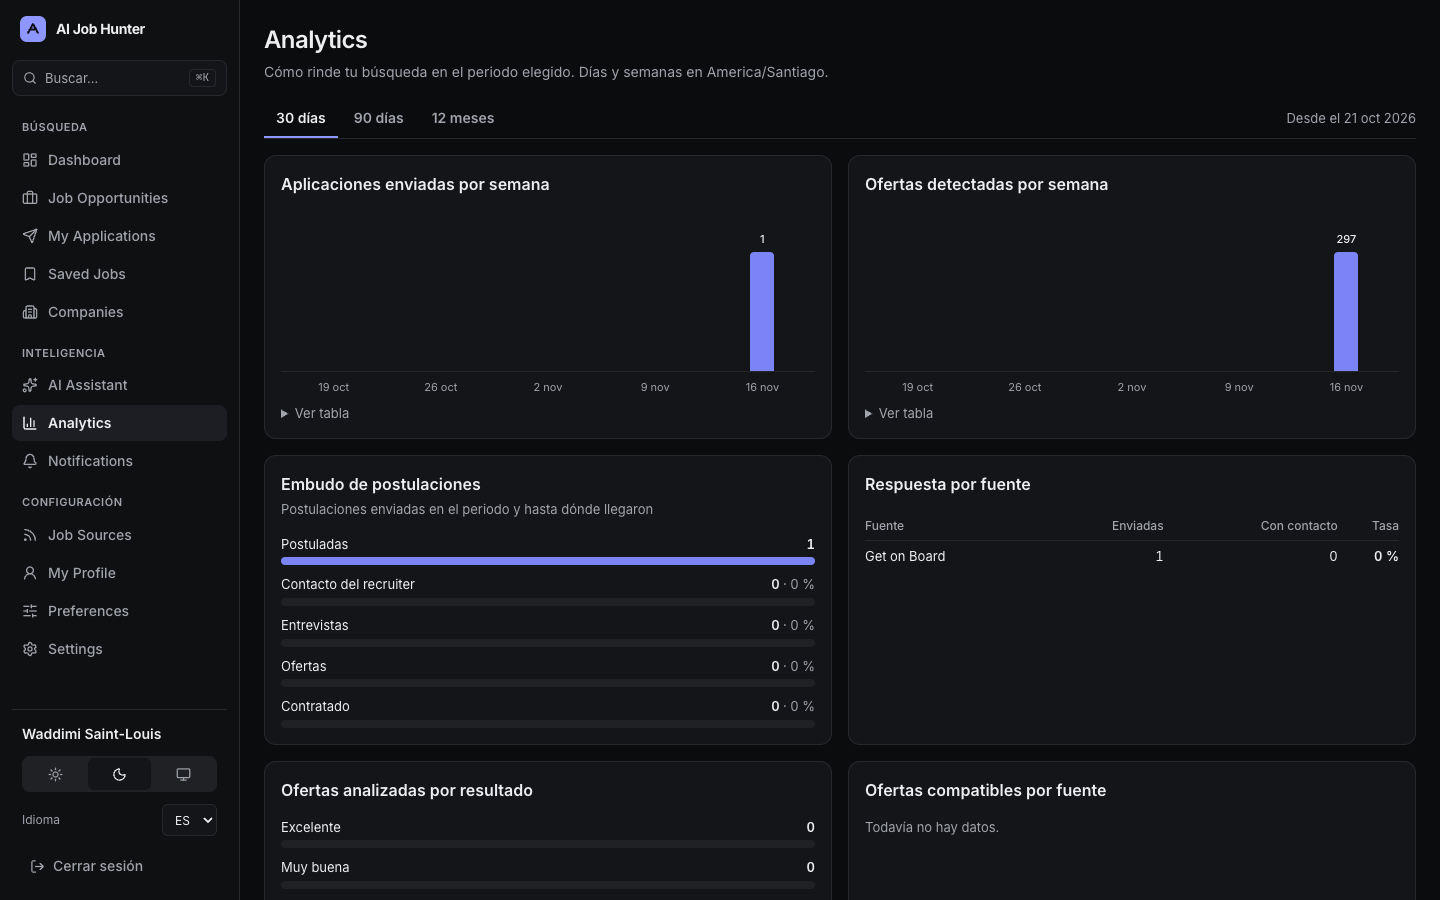 AI Job Hunter
Buscar...
⌘K
BÚSQUEDA
Dashboard
Job Opportunities
My Applications
Saved Jobs
Companies
INTELIGENCIA
AI Assistant
Analytics
Notifications
CONFIGURACIÓN
Job Sources
My Profile
Preferences
Settings
Waddimi Saint-Louis
Idioma
ES
Cerrar sesión
Analytics
Cómo rinde tu búsqueda en el periodo elegido. Días y semanas en America/Santiago.
30 días 90 días 12 meses
Desde el 21 oct 2026
Aplicaciones enviadas por semana
1
19 oct 26 oct 2 nov 9 nov 16 nov
Ver tabla
Ofertas detectadas por semana
297
19 oct 26 oct 2 nov 9 nov 16 nov
Ver tabla
Embudo de postulaciones
Postulaciones enviadas en el periodo y hasta dónde llegaron
Postuladas 1
Contacto del recruiter 0 · 0 %
Entrevistas 0 · 0 %
Ofertas 0 · 0 %
Contratado 0 · 0 %
Respuesta por fuente
Fuente Enviadas Con contacto Tasa
Get on Board 1 0 0 %
Ofertas analizadas por resultado
Excelente 0
Muy buena 0
Ofertas compatibles por fuente
Todavía no hay datos.